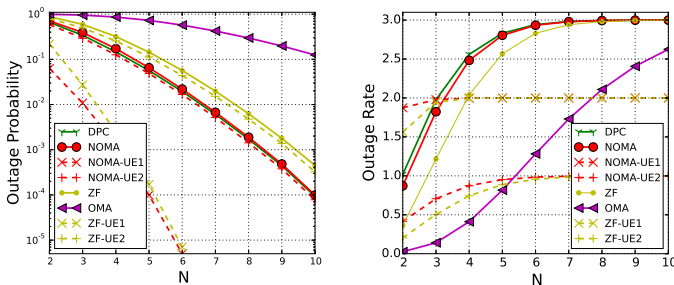 10^0
10^-1
10^-2
10^-3
10^-4
10^-5
Outage Probability
DPC
NOMA
NOMA-UE1
NOMA-UE2
ZF
OMA
ZF-UE1
ZF-UE2
2 3 4 5 6 7 8 9 10
N
3.0
2.5
2.0
1.5
1.0
0.5
0.0
Outage Rate
DPC
NOMA
NOMA-UE1
NOMA-UE2
ZF
OMA
ZF-UE1
ZF-UE2
2 3 4 5 6 7 8 9 10
N